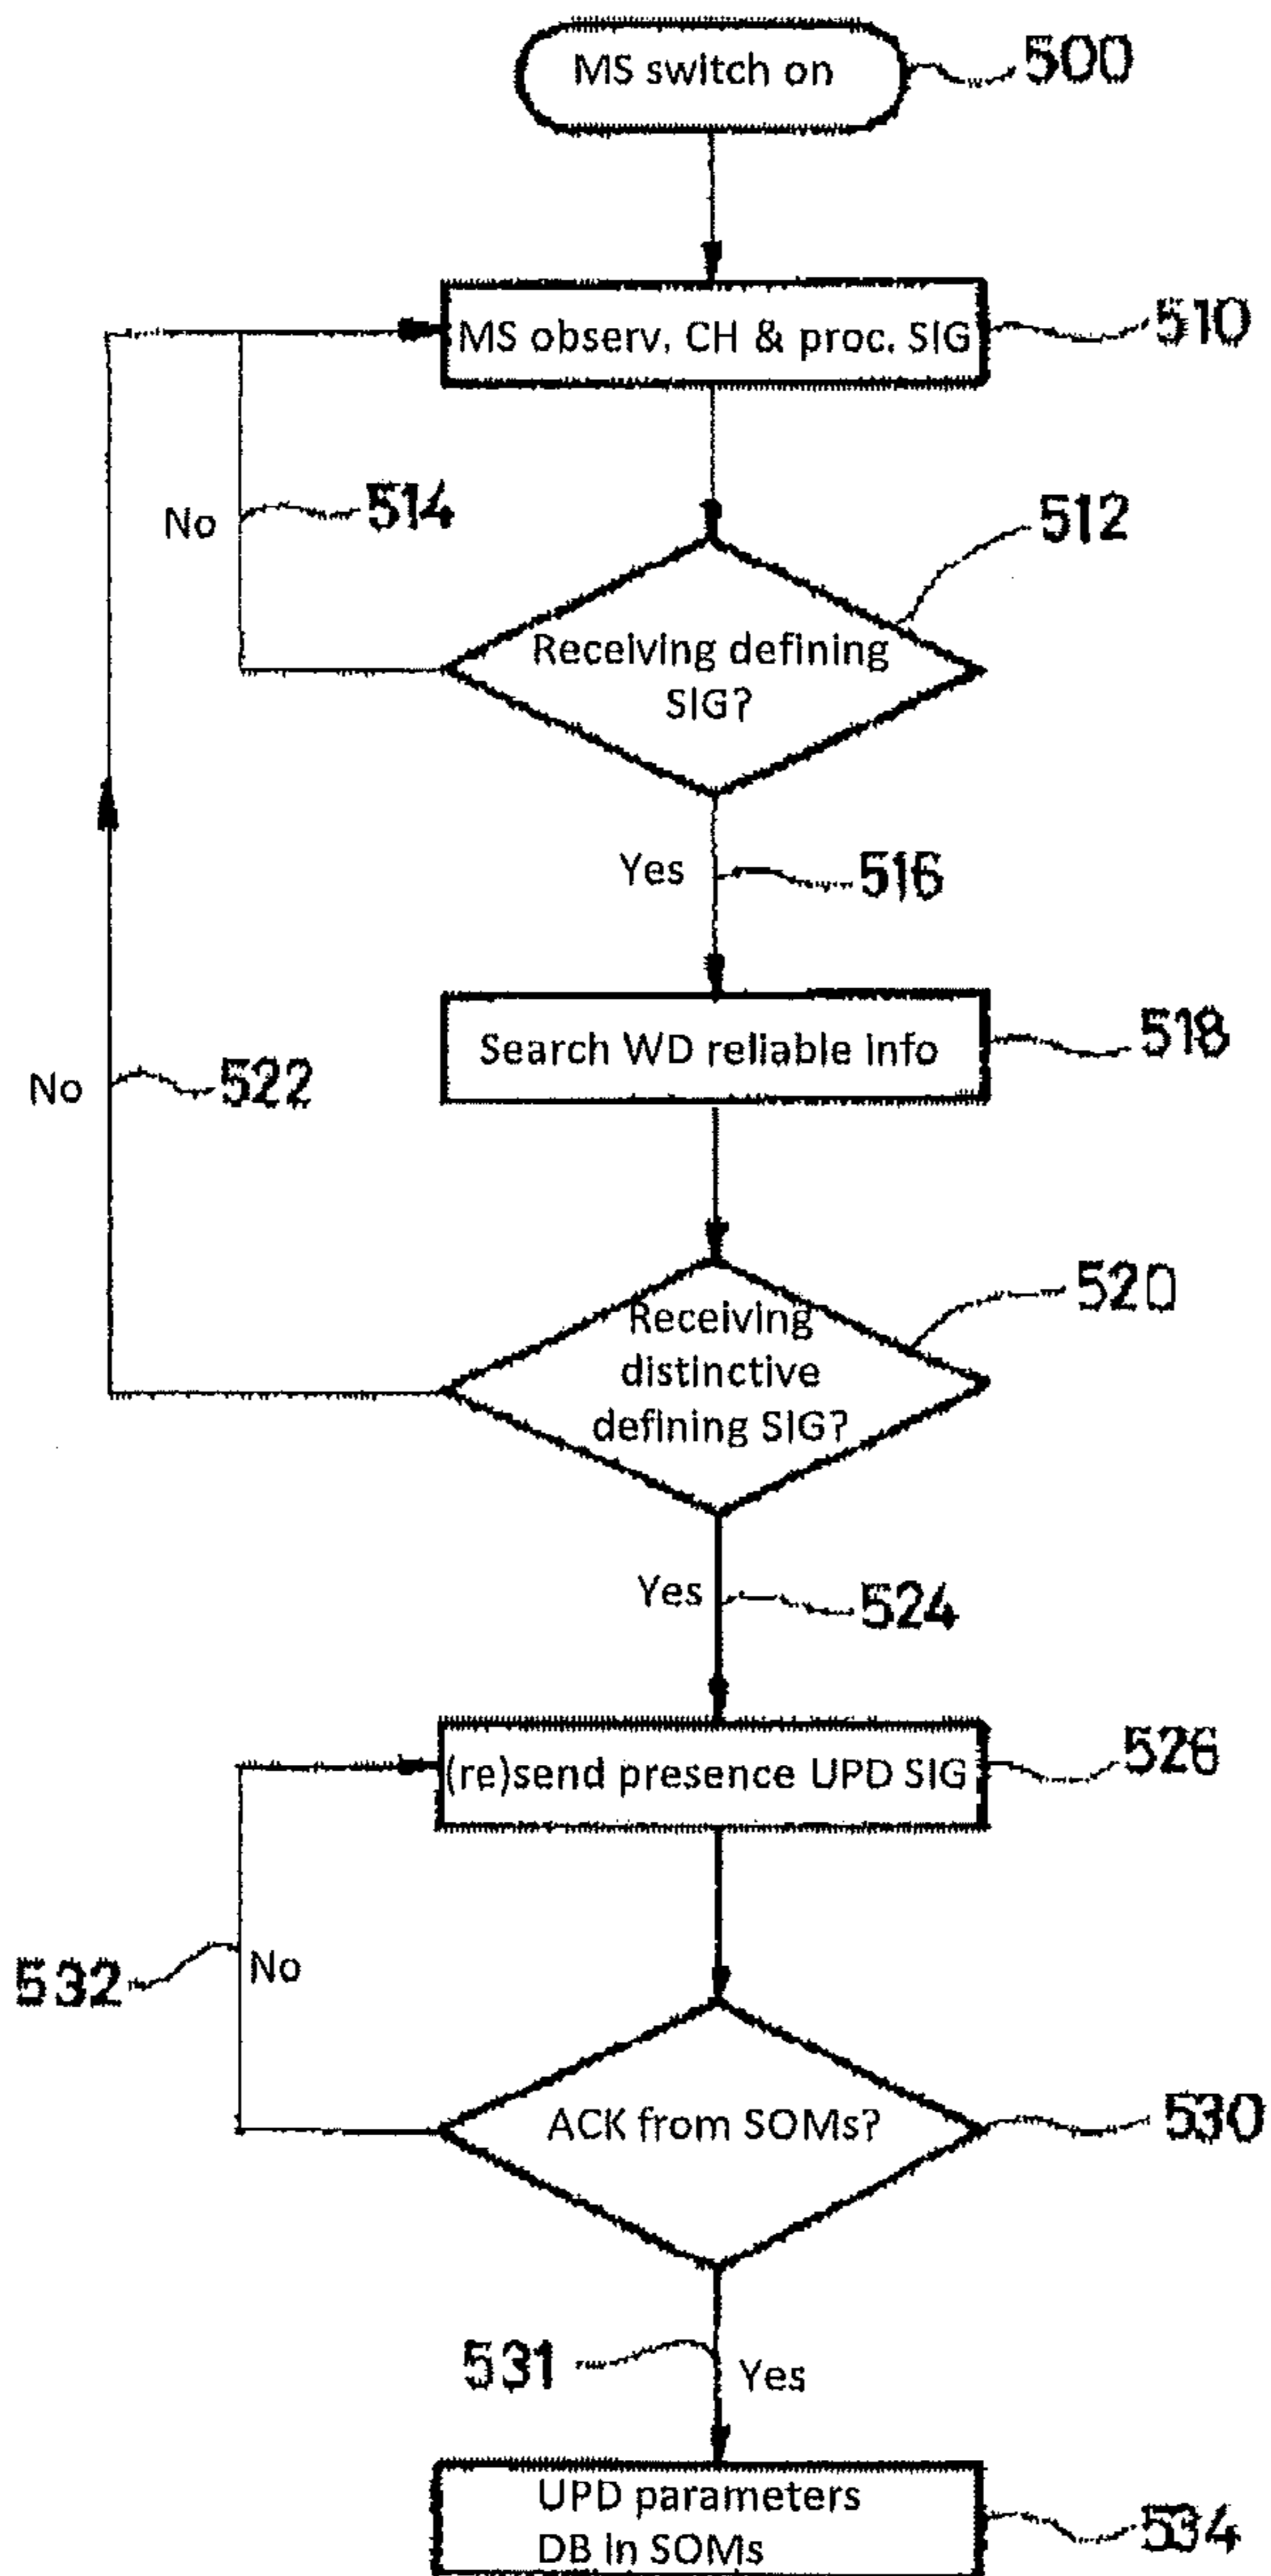 MS switch on
500
MS observ. CH & proc. SIG
510
No
514
512
Receiving defining
SIG?
Yes
516
Search WD reliable info
518
No
522
520
Receiving
distinctive
defining SIG?
Yes
524
(re)send presence UPD SIG
526
532
No
ACK from SOMs?
530
531
Yes
UPD parameters
DB in SOMs
534